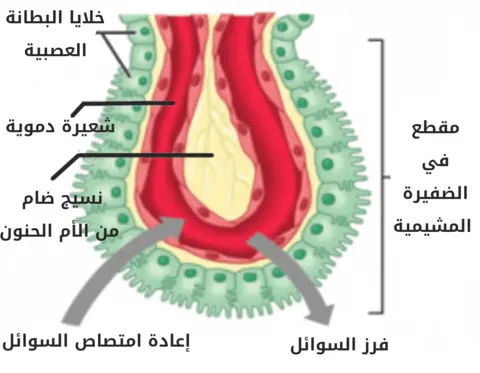 خلايا البطانة
العصبية
شعيرة دموية
نسيج ضام
من الأم الحنون
مقطع
في
الضفيرة
المشيمية
إعادة امتصاص السوائل
فرز السوائل